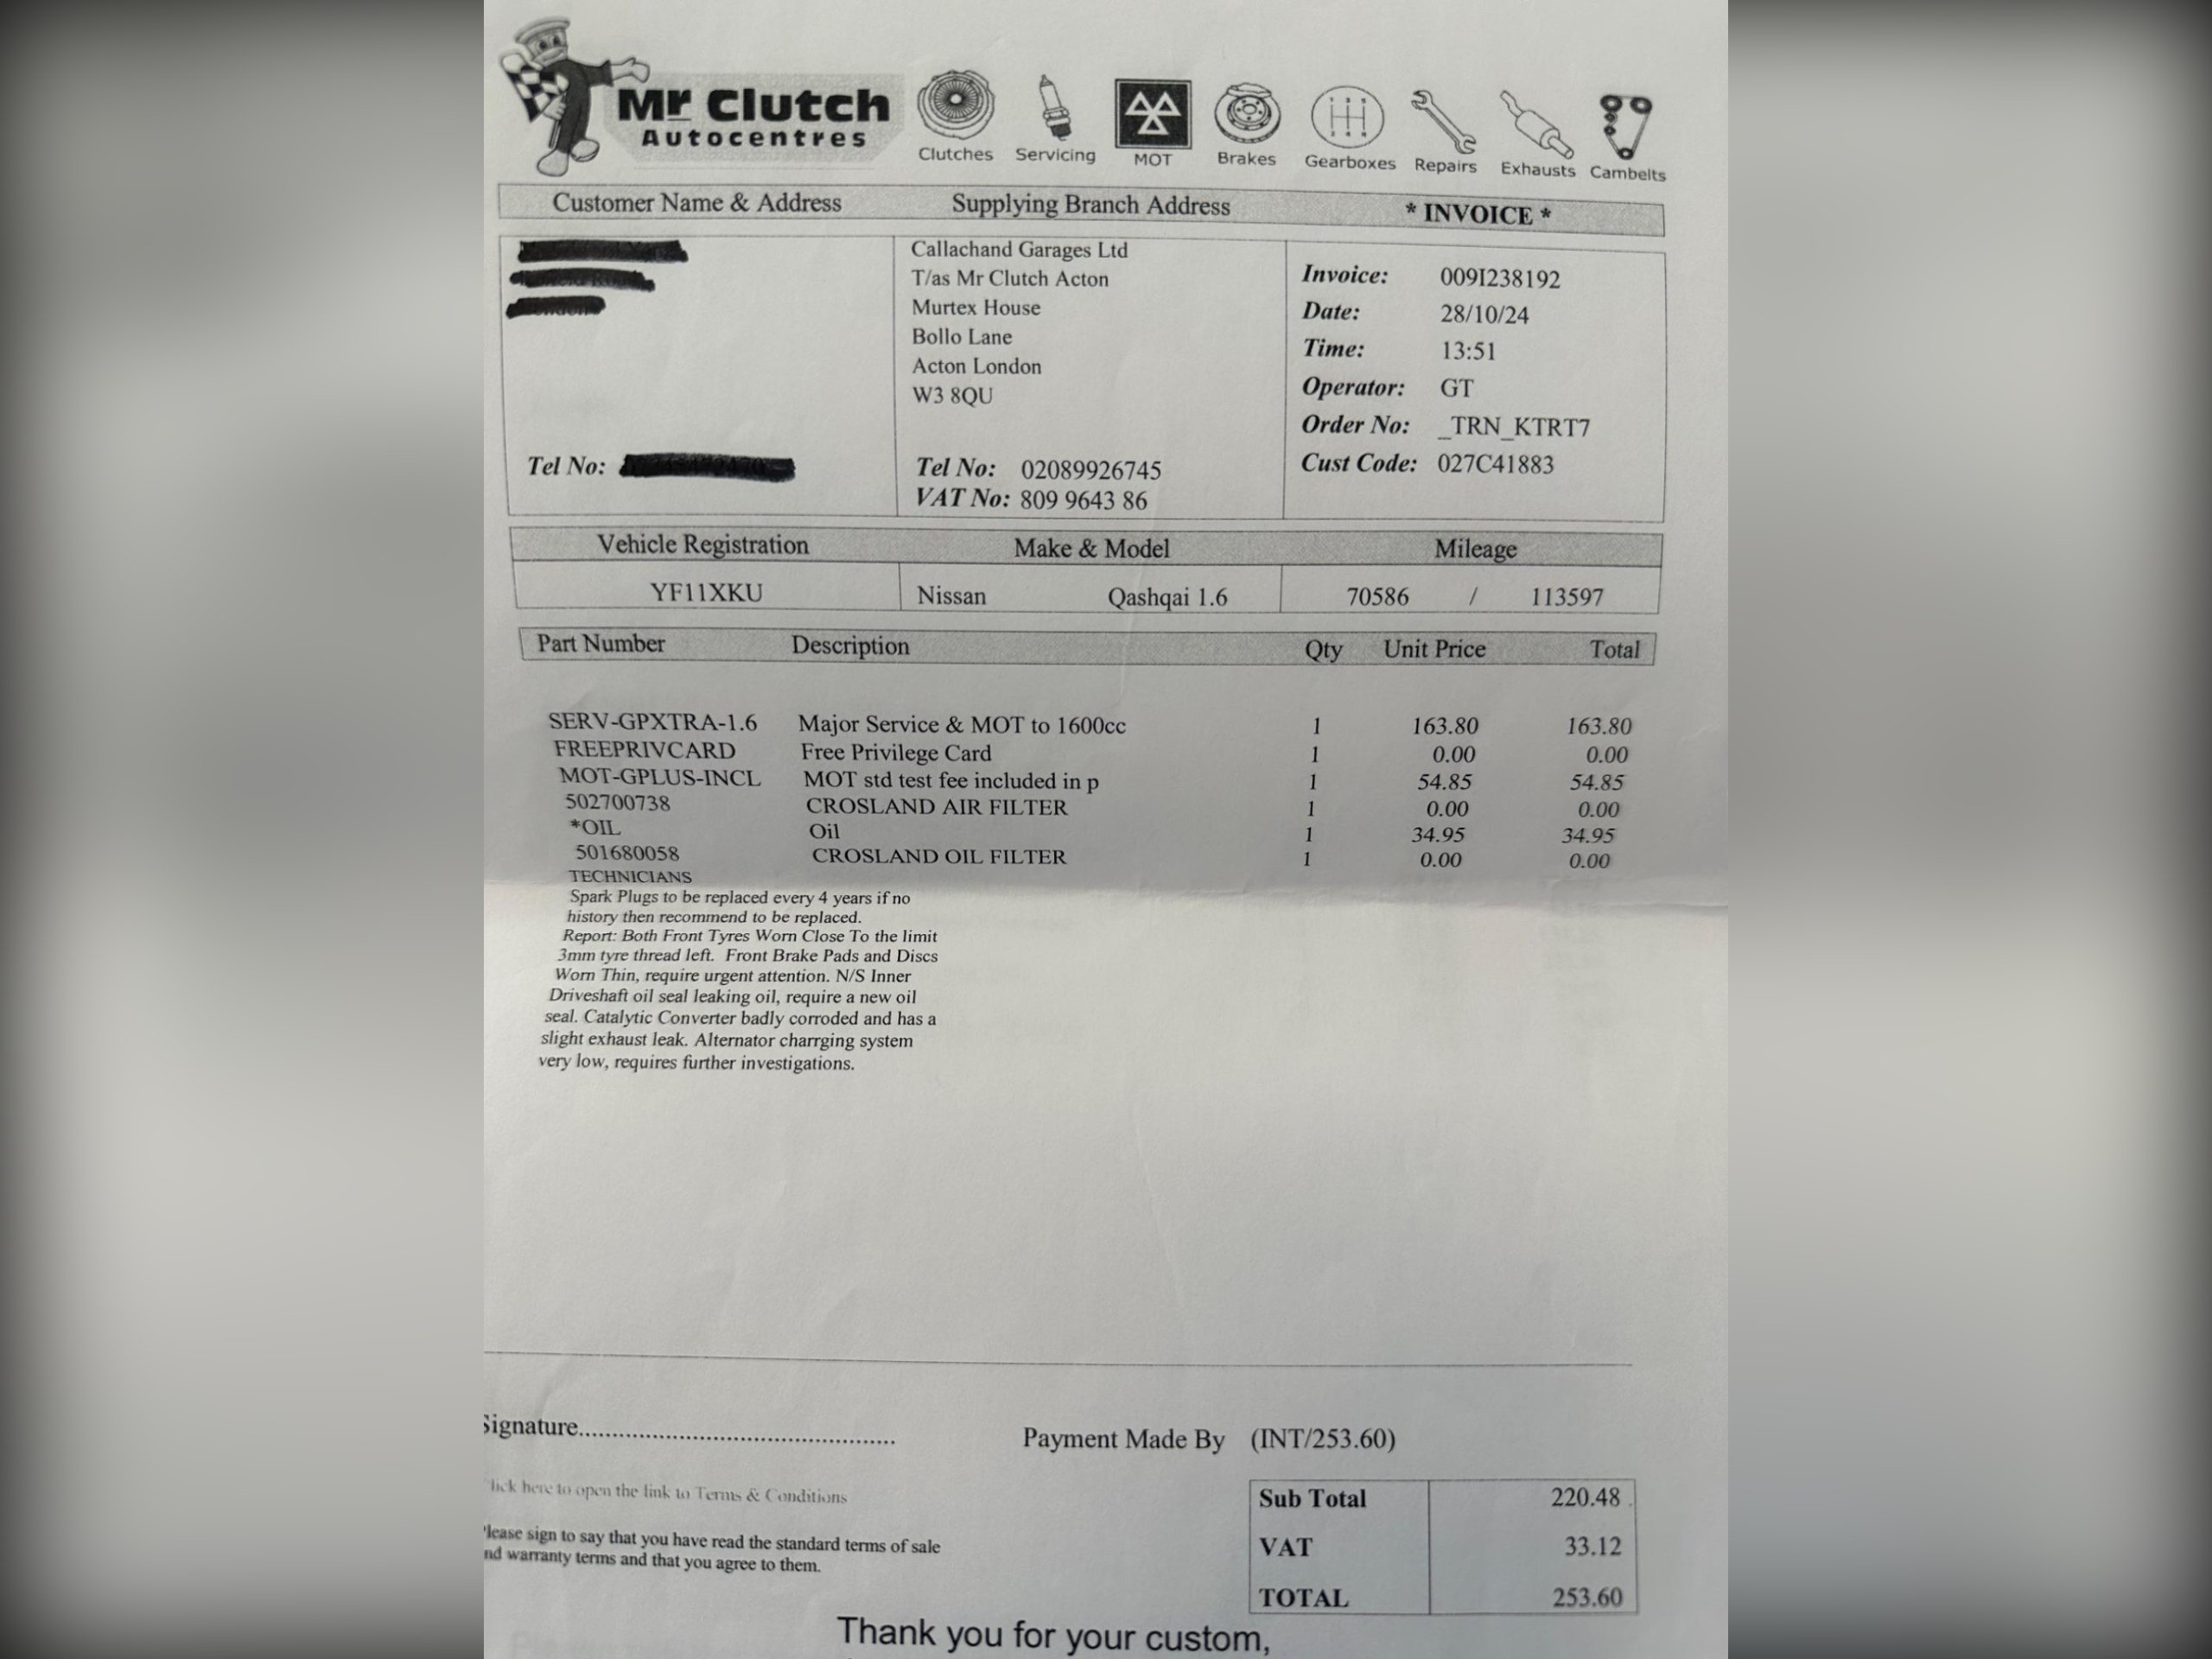 Mr Clutch
Autocentres
Clutches Servicing MOT Brakes Gearboxes Repairs Exhausts Cambelts
Customer Name & Address Supplying Branch Address * INVOICE *
Callachand Garages Ltd
T/as Mr Clutch Acton
Murtex House
Bollo Lane
Acton London
W3 8QU
Tel No:
Tel No: 02089926745
VAT No: 809 9643 86
Invoice: 009I238192
Date: 28/10/24
Time: 13:51
Operator: GT
Order No: _TRN_KTRT7
Cust Code: 027C41883
Vehicle Registration Make & Model Mileage
YF11XKU Nissan Qashqai 1.6 70586 / 113597
Part Number Description Qty Unit Price Total
SERV-GPXTRA-1.6 Major Service & MOT to 1600cc 1 163.80 163.80
FREEPRIVCARD Free Privilege Card 1 0.00 0.00
MOT-GPLUS-INCL MOT std test fee included in p 1 54.85 54.85
502700738 CROSLAND AIR FILTER 1 0.00 0.00
*OIL Oil 1 34.95 34.95
501680058 CROSLAND OIL FILTER 1 0.00 0.00
TECHNICIANS
Spark Plugs to be replaced every 4 years if no
history then recommend to be replaced.
Report: Both Front Tyres Worn Close To the limit
3mm tyre thread left. Front Brake Pads and Discs
Worn Thin, require urgent attention. N/S Inner
Driveshaft oil seal leaking oil, require a new oil
seal. Catalytic Converter badly corroded and has a
slight exhaust leak. Alternator charrging system
very low, requires further investigations.
Signature................................................
Payment Made By (INT/253.60)
lick here to open the link to Terms & Conditions
lease sign to say that you have read the standard terms of sale
nd warranty terms and that you agree to them.
Sub Total 220.48
VAT 33.12
TOTAL 253.60
Thank you for your custom,